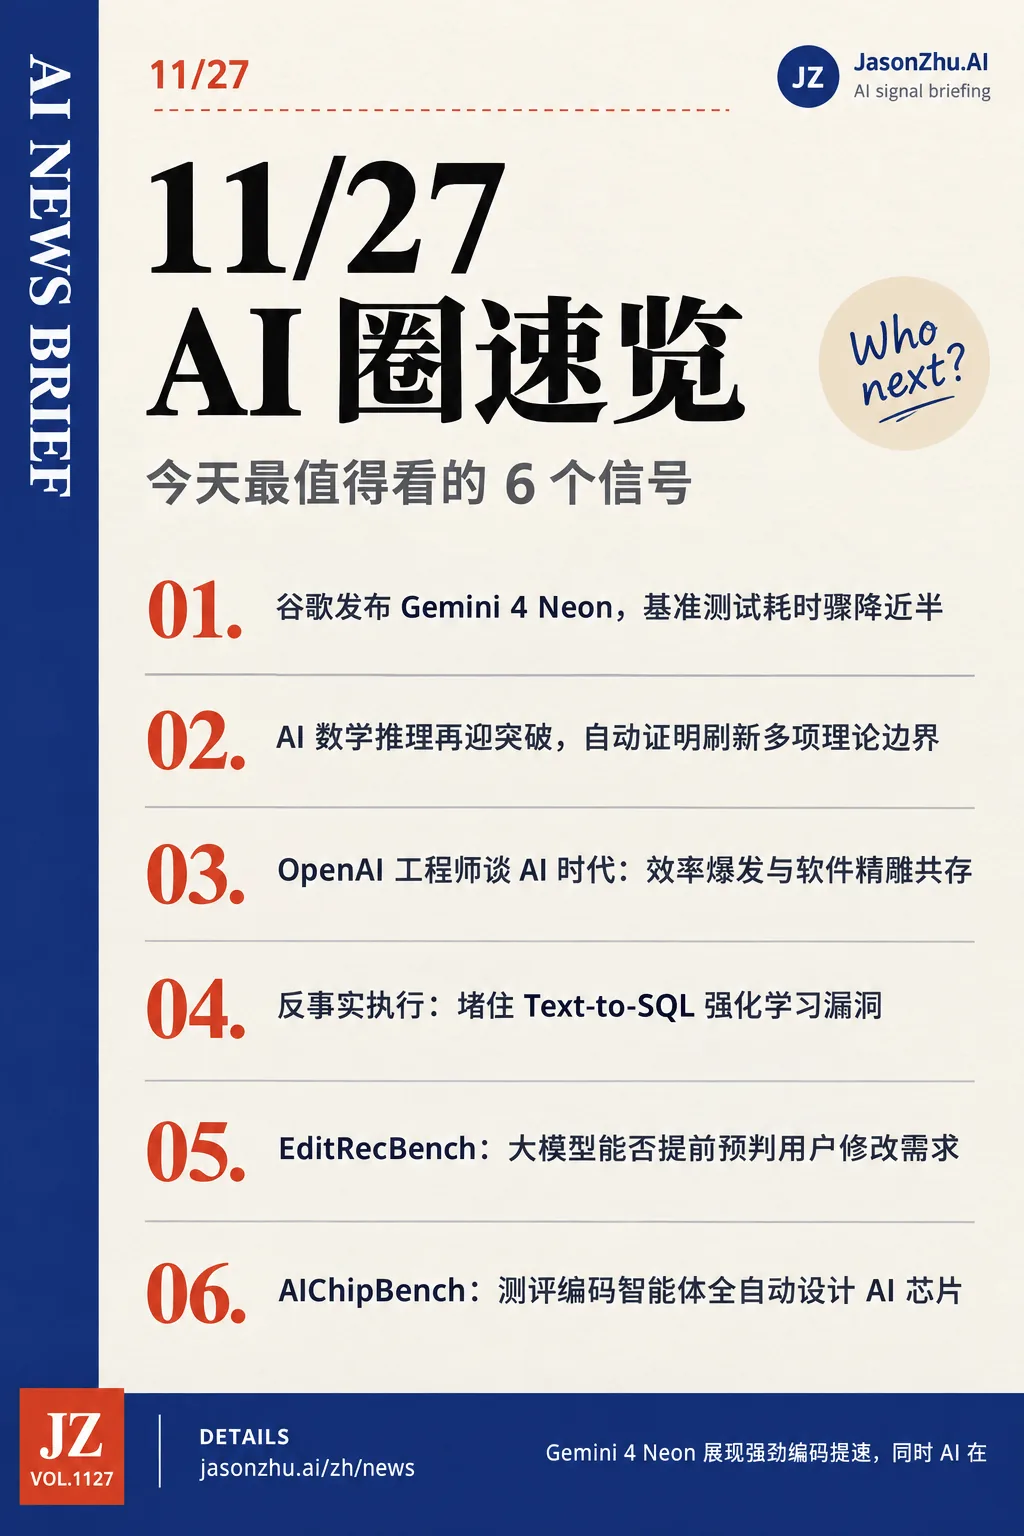 AI NEWS BRIEF
11/27
JZ
JasonZhu.AI
AI signal briefing
11/27
AI 圈速览
Who
next?
今天最值得看的 6 个信号
01.
谷歌发布 Gemini 4 Neon，基准测试耗时骤降近半
02.
AI 数学推理再迎突破，自动证明刷新多项理论边界
03.
OpenAI 工程师谈 AI 时代：效率爆发与软件精雕共存
04.
反事实执行：堵住 Text-to-SQL 强化学习漏洞
05.
EditRecBench：大模型能否提前预判用户修改需求
06.
AIChipBench：测评编码智能体全自动设计 AI 芯片
JZ
VOL.1127
DETAILS
jasonzhu.ai/zh/news
Gemini 4 Neon 展现强劲编码提速，同时 AI 在